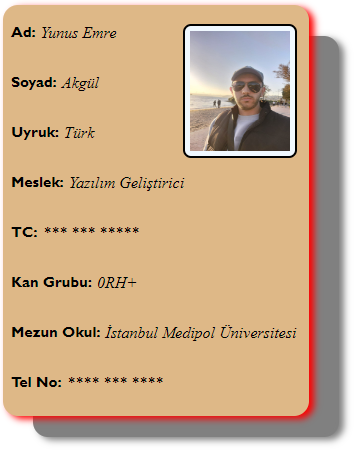 Ad: Yunus Emre
Soyad: Akgül
Uyruk: Türk
Meslek: Yazılım Geliştirici
TC: *** *** *****
Kan Grubu: 0RH+
Mezun Okul: İstanbul Medipol Üniversitesi
Tel No: **** *** ****